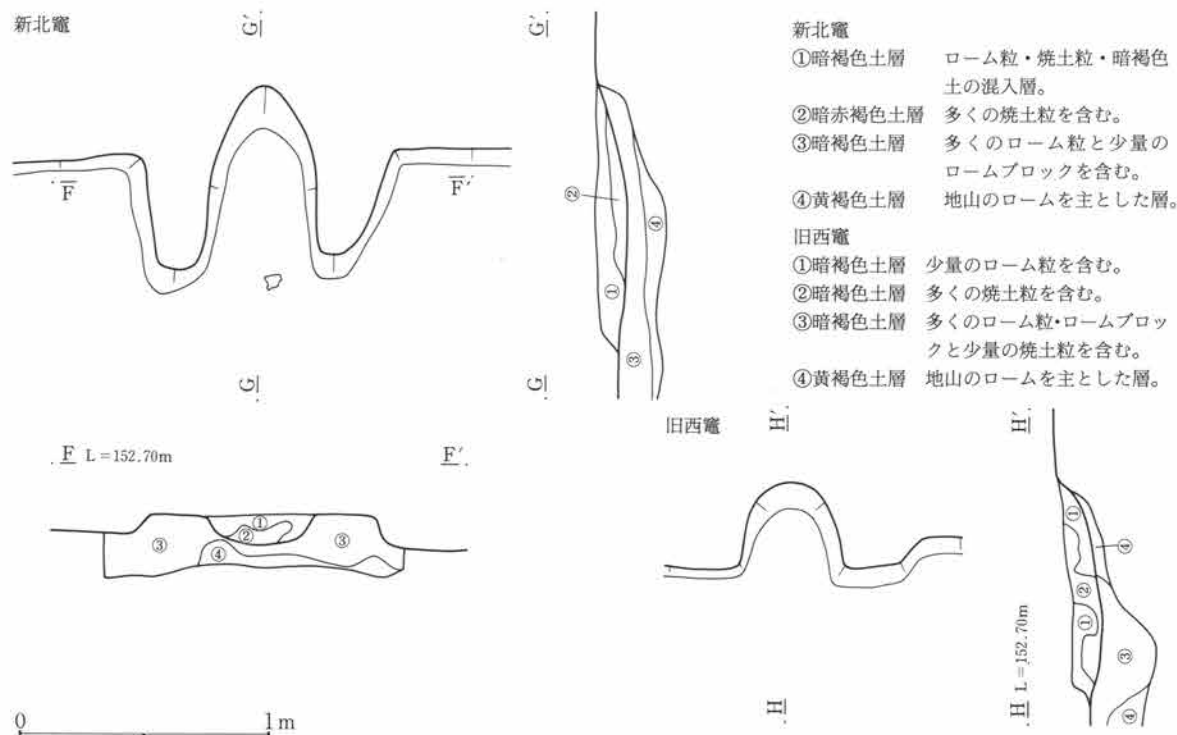 新北竈
G′
G′
②
①
④
③
F
F′
G
G
F L=152.70m
F′
①
②
③
③
④
0
1m
新北竈
①暗褐色土層 ローム粒・焼土粒・暗褐色
土の混入層。
②暗赤褐色土層 多くの焼土粒を含む。
③暗褐色土層 多くのローム粒と少量の
ロームブロックを含む。
④黄褐色土層 地山のロームを主とした層。
旧西竈
①暗褐色土層 少量のローム粒を含む。
②暗褐色土層 多くの焼土粒を含む。
③暗褐色土層 多くのローム粒・ロームブロッ
クと少量の焼土粒を含む。
④黄褐色土層 地山のロームを主とした層。
旧西竈
H′
H′
①
④
②
①
③
④
H
H L=152.70m